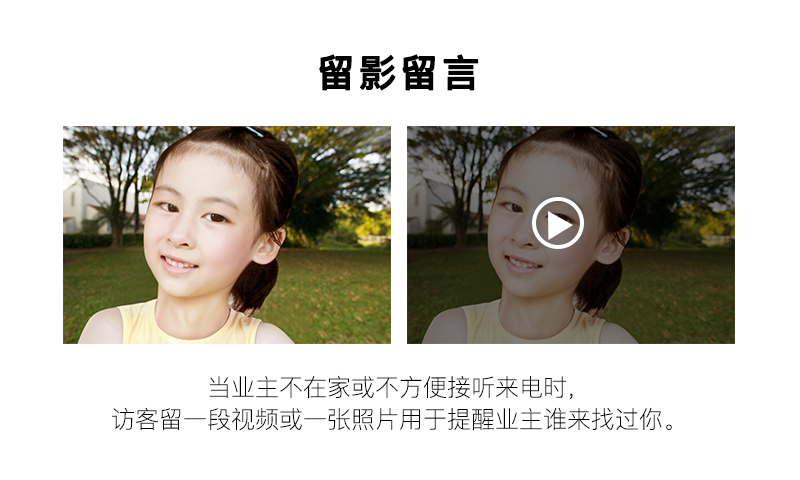 留影留言
当业主不在家或不方便接听来电时，
访客留一段视频或一张照片用于提醒业主谁来找过你。